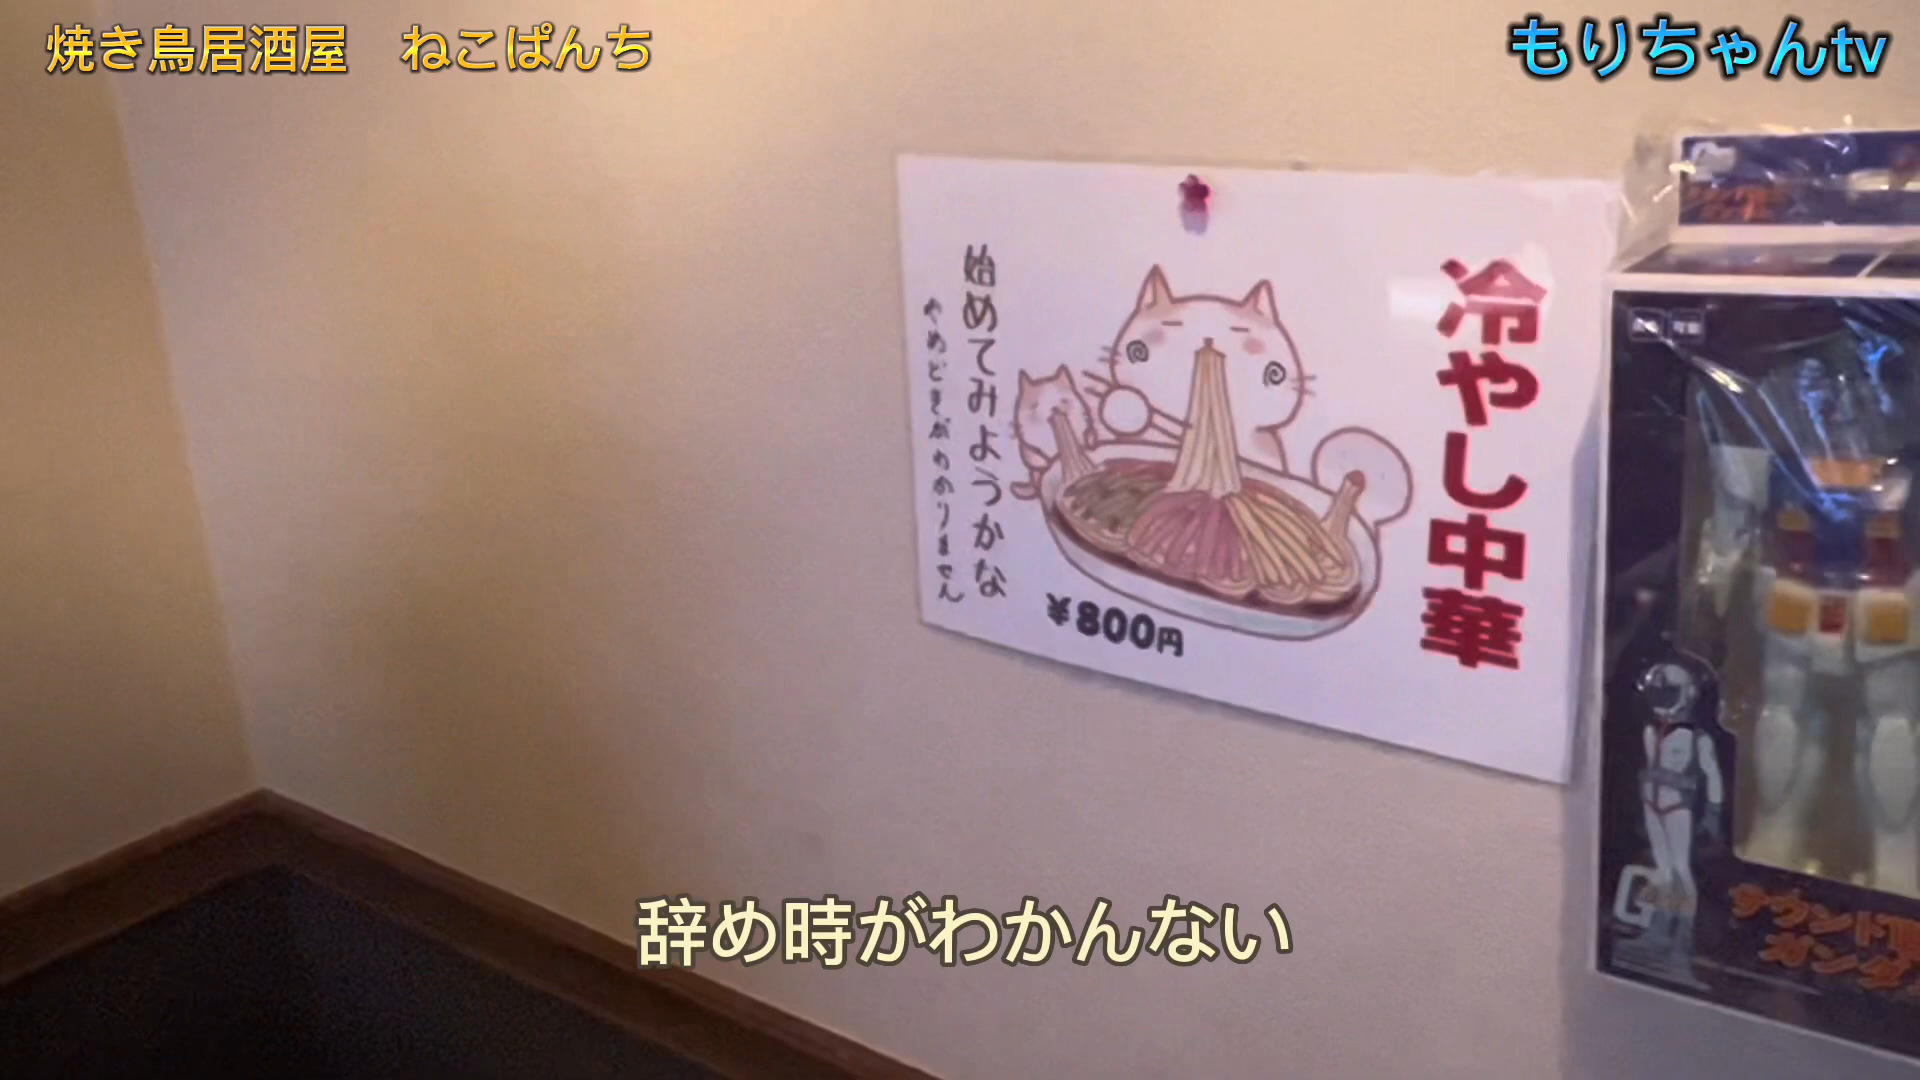 焼き鳥居酒屋　ねこぱんち
もりちゃんtv
冷やし中華
始めてみようかな
やめどきがわかりません
¥800円
辞め時がわかんない